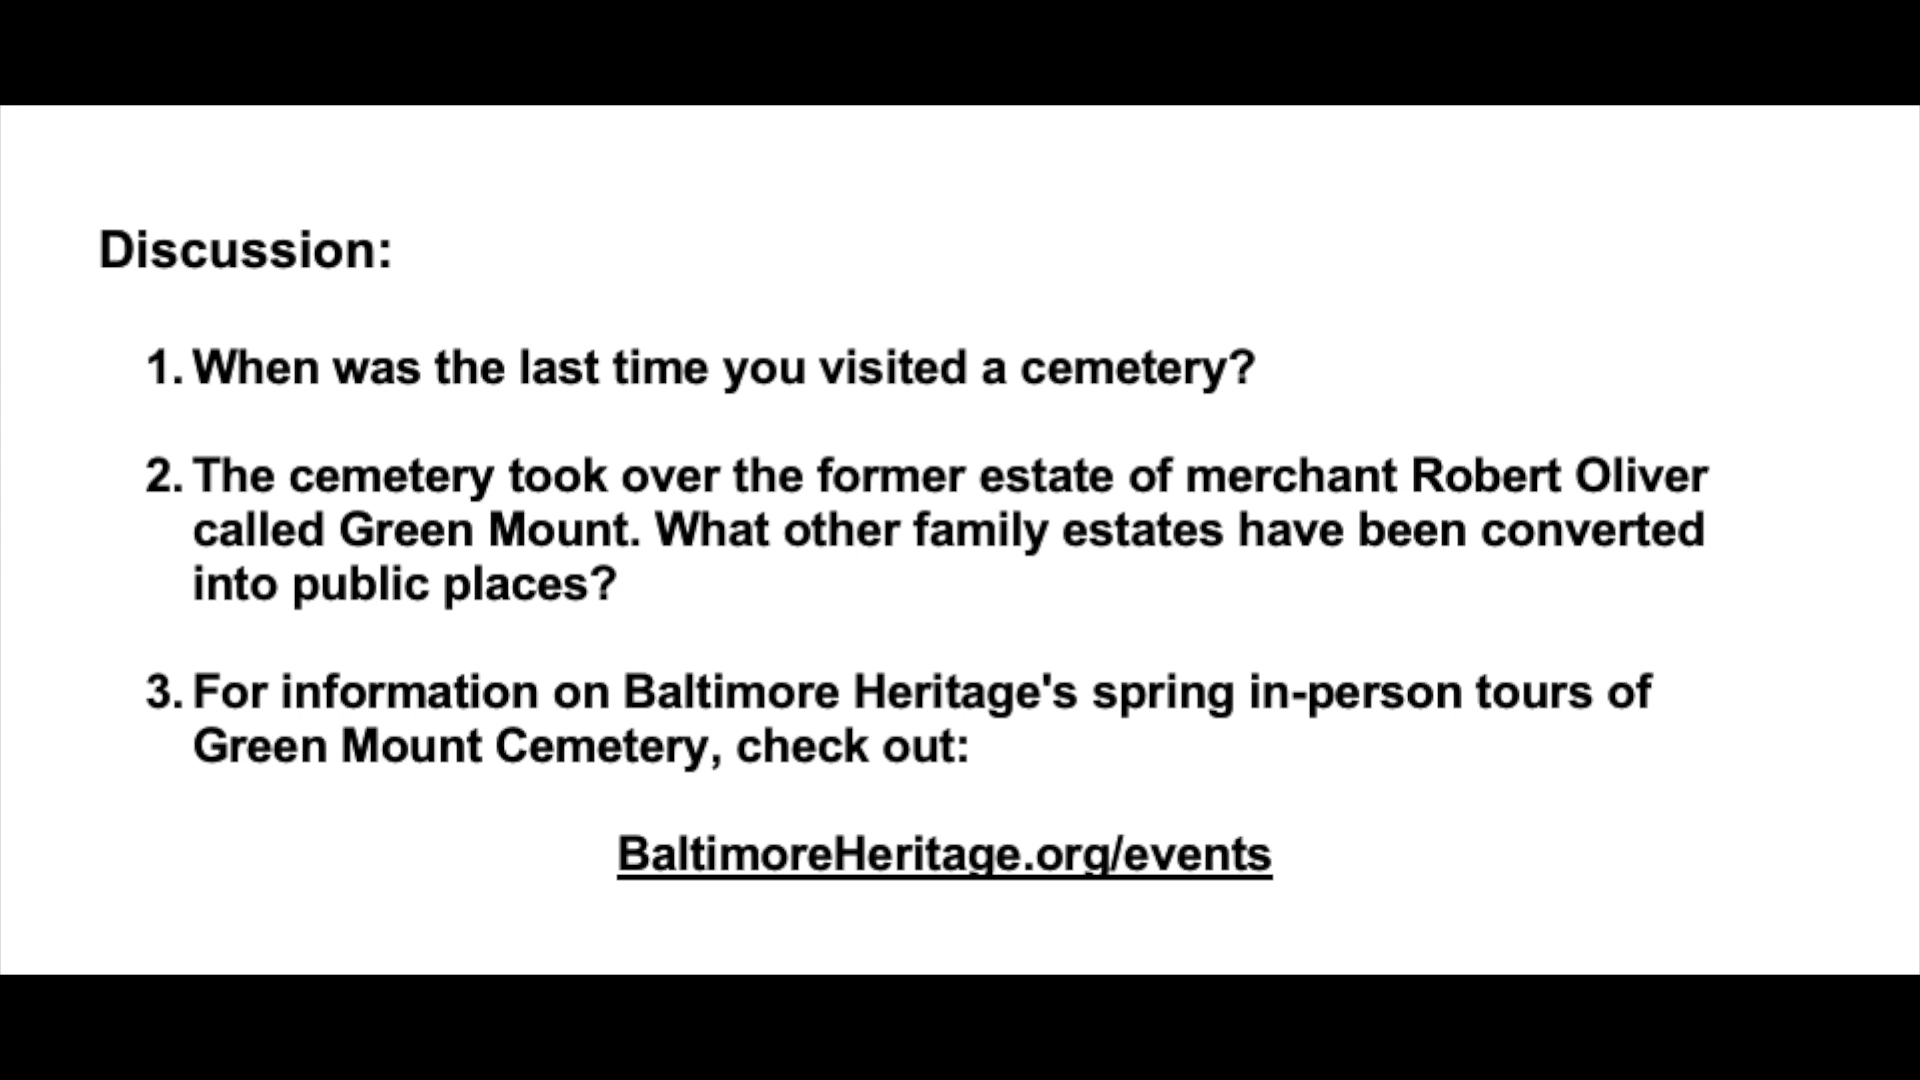 Discussion:
1. When was the last time you visited a cemetery?
2. The cemetery took over the former estate of merchant Robert Oliver
called Green Mount. What other family estates have been converted
into public places?
3. For information on Baltimore Heritage's spring in-person tours of
Green Mount Cemetery, check out:
BaltimoreHeritage.org/events